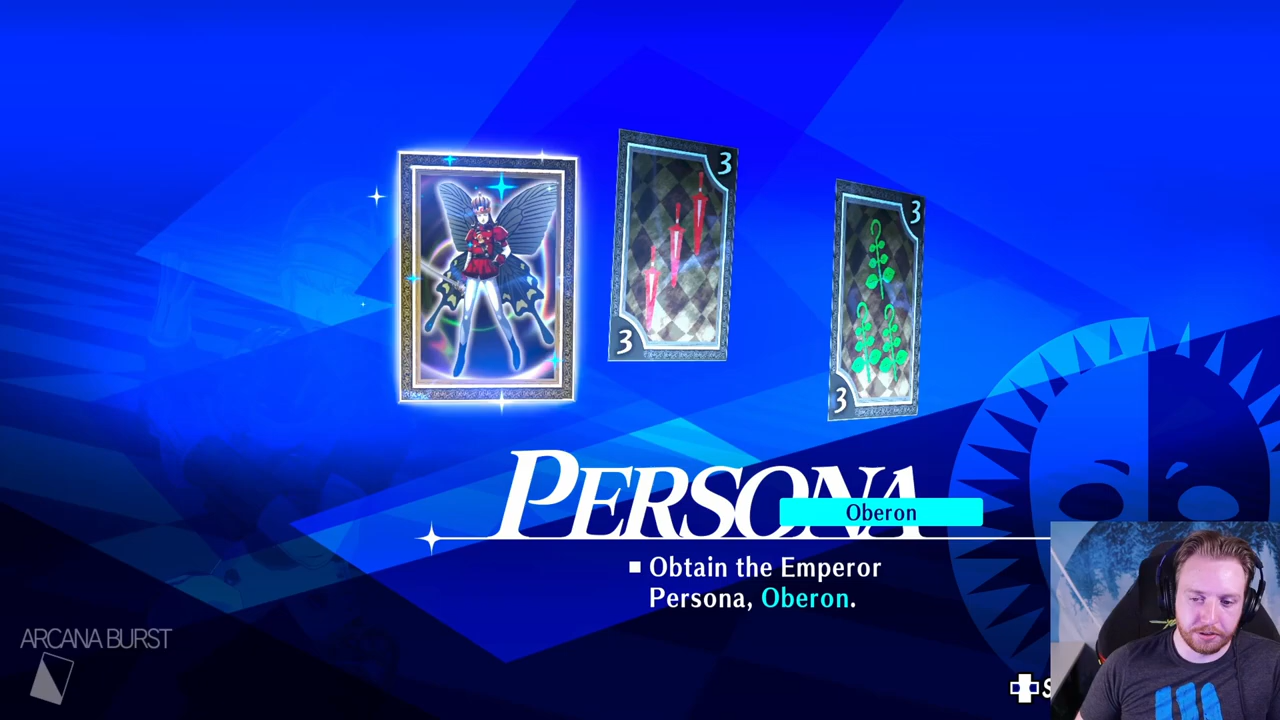 3
3
3
3
PERSONA
Oberon
Obtain the Emperor
Persona, Oberon.
ARCANA BURST
S